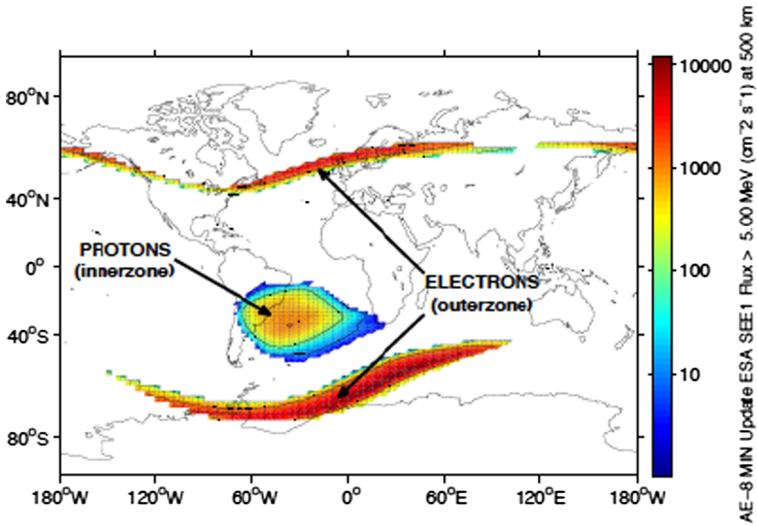 80°N
40°N
0°
40°S
80°S
180°W
120°W
60°W
0°
60°E
120°E
180°W
PROTONS
(innerzone)
ELECTRONS
(outerzone)
10000
1000
100
10
AE-8 MIN Update ESA SEE1 Flux > 5.00 MeV (cm^2 s^1) at 500 km